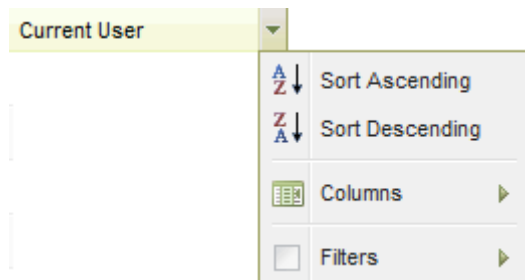 Current User
Sort Ascending
Sort Descending
Columns
Filters